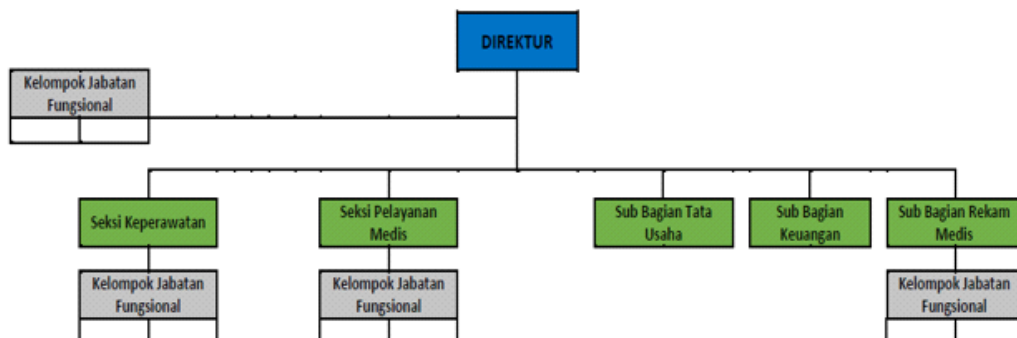 DIREKTUR
Kelompok Jabatan
Fungsional
Seksi Keperawatan
Seksi Pelayanan
Medis
Sub Bagian Tata
Usaha
Sub Bagian
Keuangan
Sub Bagian Rekam
Medis
Kelompok Jabatan
Fungsional
Kelompok Jabatan
Fungsional
Kelompok Jabatan
Fungsional